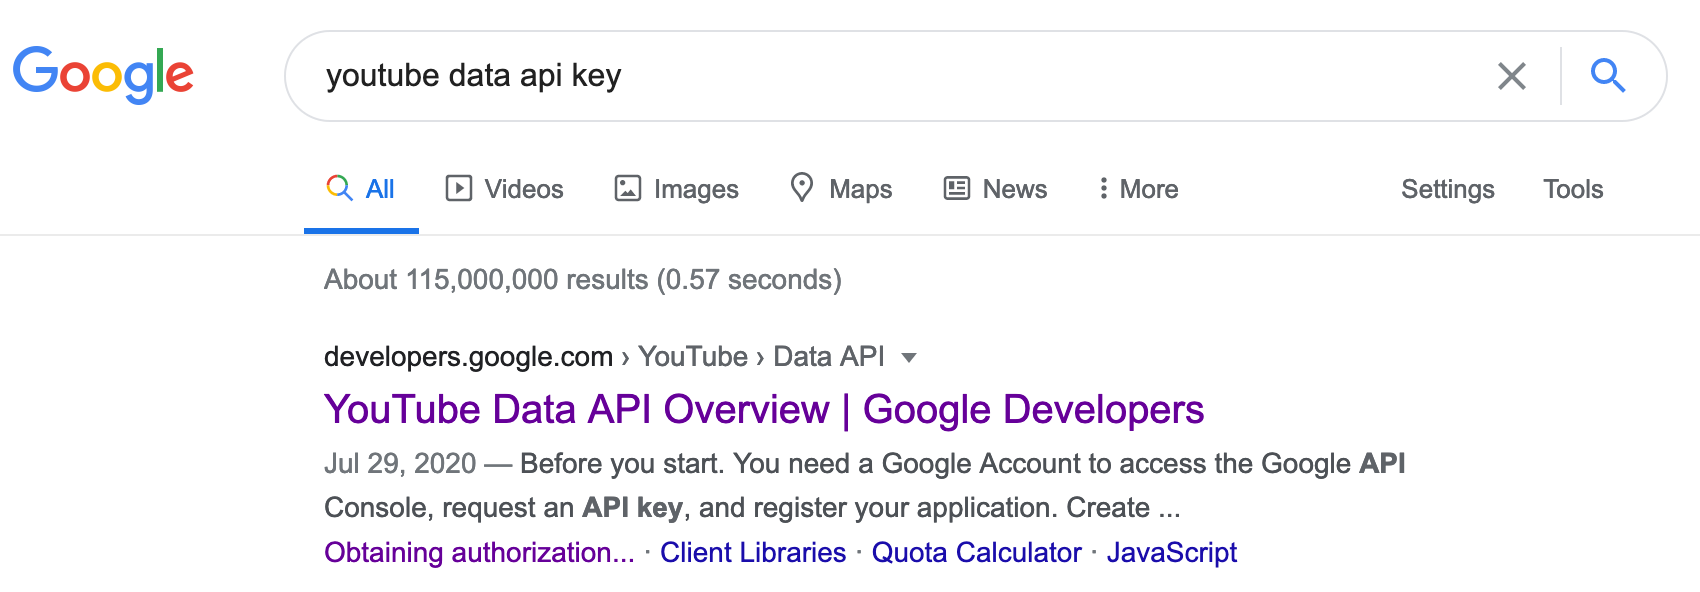 Google
youtube data api key
All Videos Images Maps News More Settings Tools
About 115,000,000 results (0.57 seconds)
developers.google.com › YouTube › Data API
YouTube Data API Overview | Google Developers
Jul 29, 2020 — Before you start. You need a Google Account to access the Google API
Console, request an API key, and register your application. Create ...
Obtaining authorization... · Client Libraries · Quota Calculator · JavaScript